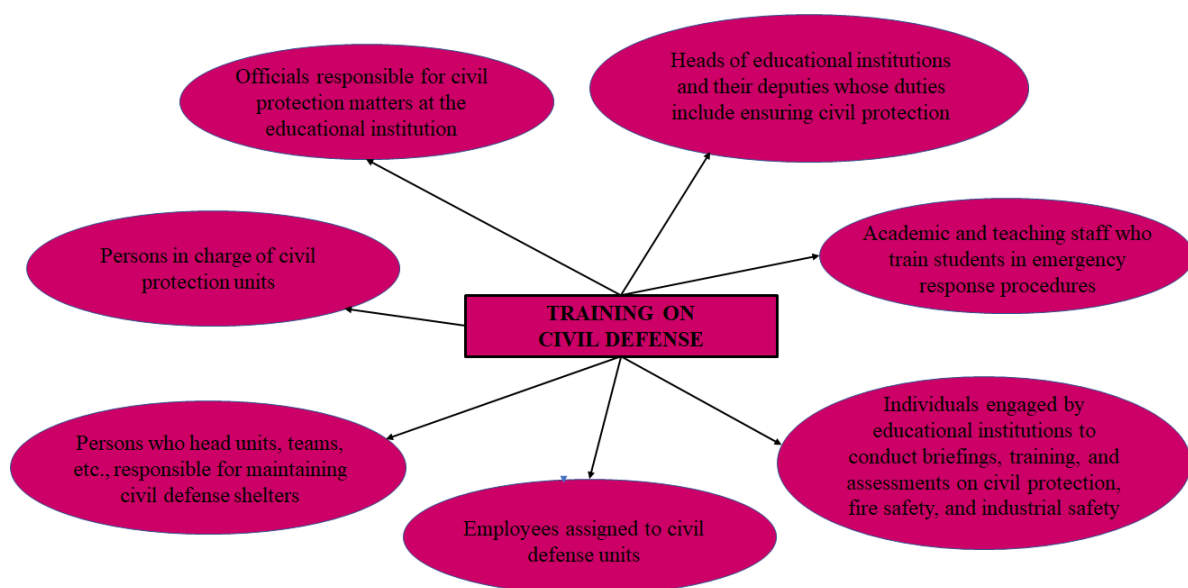 Officials responsible for civil
protection matters at the
educational institution
Heads of educational institutions
and their deputies whose duties
include ensuring civil protection
Persons in charge of civil
protection units
Academic and teaching staff who
train students in emergency
response procedures
TRAINING ON
CIVIL DEFENSE
Persons who head units, teams,
etc., responsible for maintaining
civil defense shelters
Employees assigned to civil
defense units
Individuals engaged by
educational institutions to
conduct briefings, training, and
assessments on civil protection,
fire safety, and industrial safety